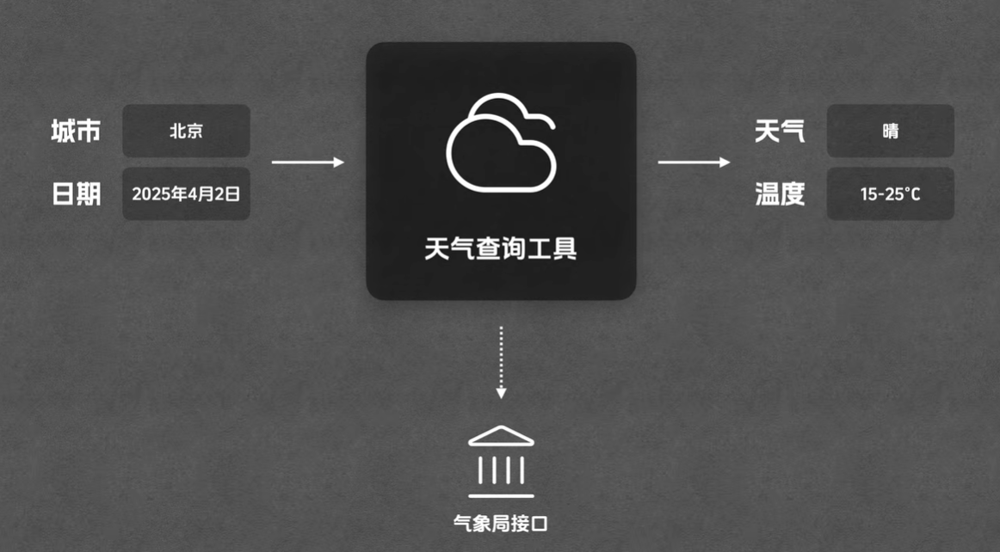 城市 北京
日期 2025年4月2日
天气查询工具
天气 晴
温度 15-25°C
气象局接口